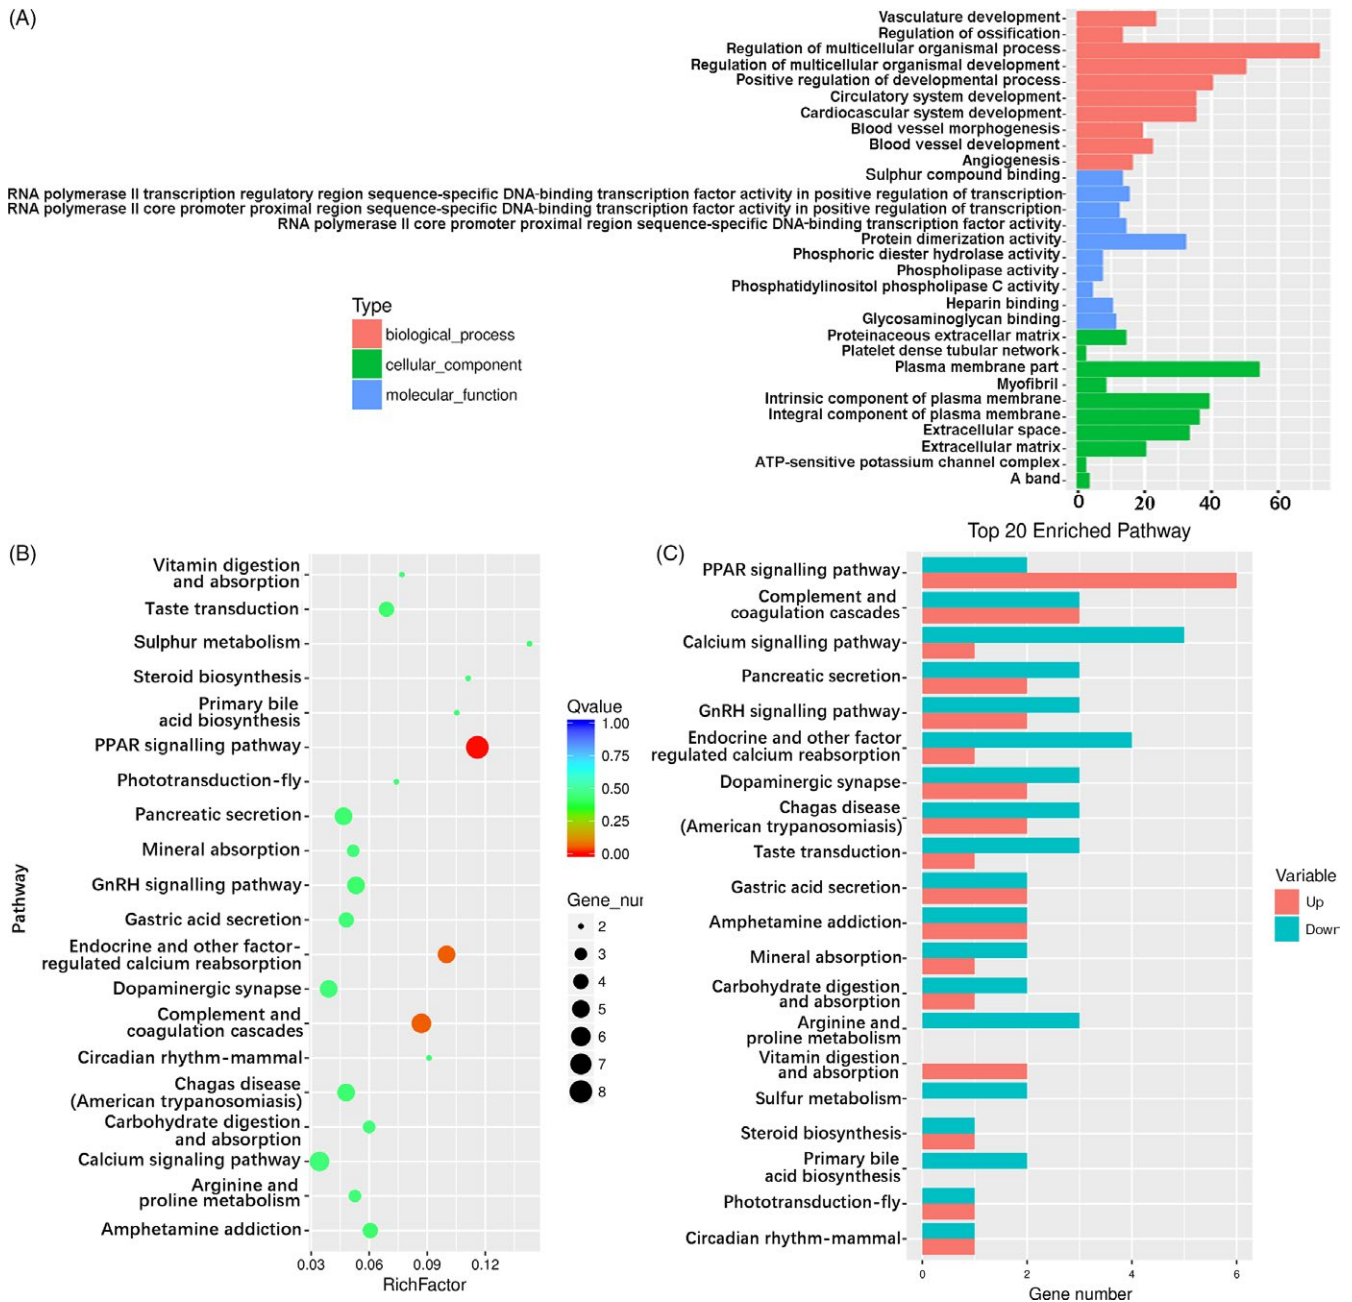 (A)
Vasculature development
Regulation of ossification
Regulation of multicellular organismal process
Regulation of multicellular organismal development
Positive regulation of developmental process
Circulatory system development
Cardiocascular system development
Blood vessel morphogenesis
Blood vessel development
Angiogenesis
Sulphur compound binding
RNA polymerase II transcription regulatory region sequence-specific DNA-binding transcription factor activity in positive regulation of transcription
RNA polymerase II core promoter proximal region sequence-specific DNA-binding transcription factor activity in positive regulation of transcription
RNA polymerase II core promoter proximal region sequence-specific DNA-binding transcription factor activity
Protein dimerization activity
Phosphoric diester hydrolase activity
Phospholipase activity
Phosphatidylinositol phospholipase C activity
Heparin binding
Glycosaminoglycan binding
Proteinaceous extracellar matrix
Platelet dense tubular network
Plasma membrane part
Myofibril
Intrinsic component of plasma membrane
Integral component of plasma membrane
Extracellular space
Extracellular matrix
ATP-sensitive potassium channel complex
A band
0 20 40 60
Type
biological_process
cellular_component
molecular_function
(B)
Vitamin digestion
and absorption
Taste transduction
Sulphur metabolism
Steroid biosynthesis
Primary bile
acid biosynthesis
PPAR signalling pathway
Phototransduction-fly
Pancreatic secretion
Mineral absorption
GnRH signalling pathway
Gastric acid secretion
Endocrine and other factor-
regulated calcium reabsorption
Dopaminergic synapse
Complement and
coagulation cascades
Circadian rhythm-mammal
Chagas disease
(American trypanosomiasis)
Carbohydrate digestion
and absorption
Calcium signaling pathway
Arginine and
proline metabolism
Amphetamine addiction
Pathway
0.03 0.06 0.09 0.12
RichFactor
Qvalue
1.00
0.75
0.50
0.25
0.00
Gene_nur
2
3
4
5
6
7
8
(C)
Top 20 Enriched Pathway
PPAR signalling pathway
Complement and
coagulation cascades
Calcium signalling pathway
Pancreatic secretion
GnRH signalling pathway
Endocrine and other factor
regulated calcium reabsorption
Dopaminergic synapse
Chagas disease
(American trypanosomiasis)
Taste transduction
Gastric acid secretion
Amphetamine addiction
Mineral absorption
Carbohydrate digestion
and absorption
Arginine and
proline metabolism
Vitamin digestion
and absorption
Sulfur metabolism
Steroid biosynthesis
Primary bile
acid biosynthesis
Phototransduction-fly
Circadian rhythm-mammal
0 2 4 6
Gene number
Variable
Up
Down